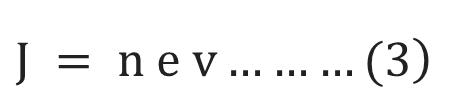 J = n e v … … … (3)